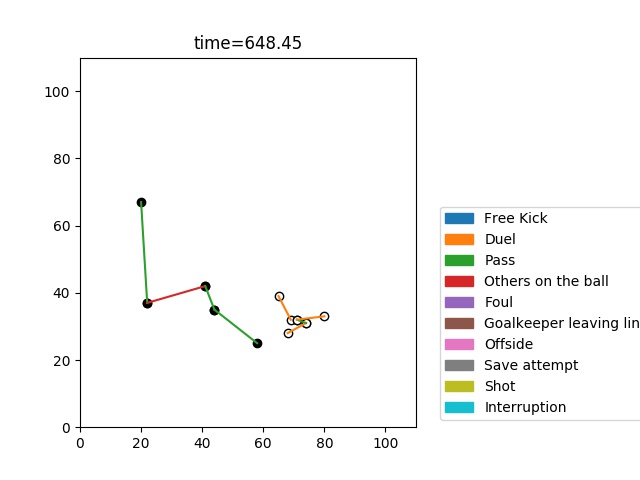 time=648.45
100
80
60
40
20
0
0 20 40 60 80 100
Free Kick
Duel
Pass
Others on the ball
Foul
Goalkeeper leaving lin
Offside
Save attempt
Shot
Interruption